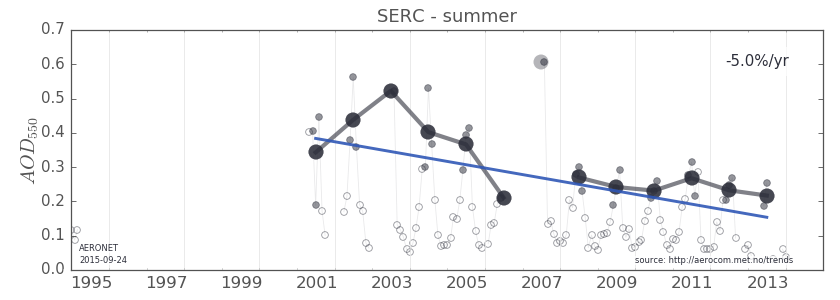 SERC - summer
0.7
0.6
0.5
0.4
0.3
0.2
0.1
0.0
AOD550
-5.0%/yr
AERONET
2015-09-24
source: http://aerocom.met.no/trends
1995 1997 1999 2001 2003 2005 2007 2009 2011 2013